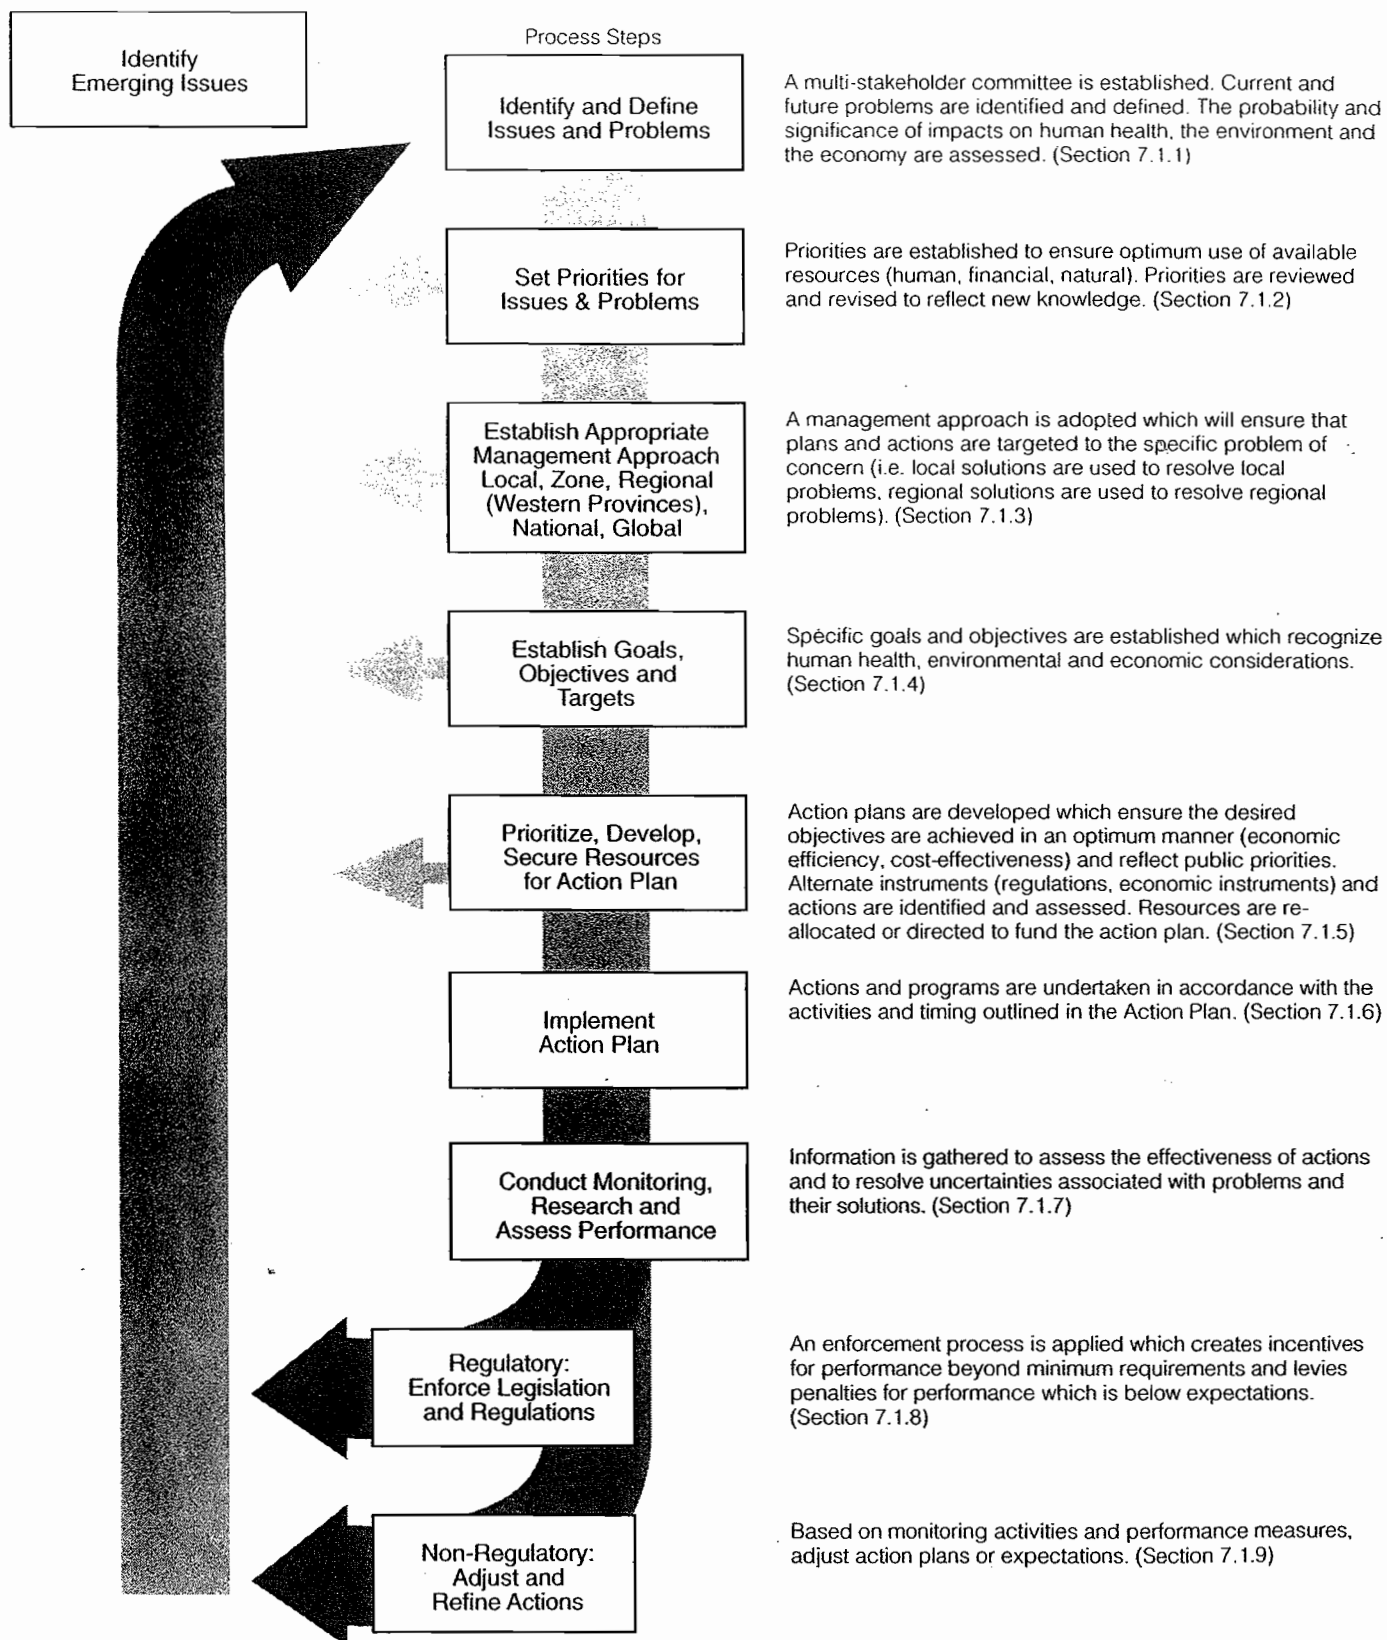 Identify
Emerging Issues
Process Steps
Identify and Define
Issues and Problems
A multi-stakeholder committee is established. Current and
future problems are identified and defined. The probability and
significance of impacts on human health, the environment and
the economy are assessed. (Section 7.1.1)
Set Priorities for
Issues & Problems
Priorities are established to ensure optimum use of available
resources (human, financial, natural). Priorities are reviewed
and revised to reflect new knowledge. (Section 7.1.2)
Establish Appropriate
Management Approach
Local, Zone, Regional
(Western Provinces),
National, Global
A management approach is adopted which will ensure that
plans and actions are targeted to the specific problem of
concern (i.e. local solutions are used to resolve local
problems, regional solutions are used to resolve regional
problems). (Section 7.1.3)
Establish Goals,
Objectives and
Targets
Specific goals and objectives are established which recognize
human health, environmental and economic considerations.
(Section 7.1.4)
Prioritize, Develop,
Secure Resources
for Action Plan
Action plans are developed which ensure the desired
objectives are achieved in an optimum manner (economic
efficiency, cost-effectiveness) and reflect public priorities.
Alternate instruments (regulations, economic instruments) and
actions are identified and assessed. Resources are re-
allocated or directed to fund the action plan. (Section 7.1.5)
Implement
Action Plan
Actions and programs are undertaken in accordance with the
activities and timing outlined in the Action Plan. (Section 7.1.6)
Conduct Monitoring,
Research and
Assess Performance
Information is gathered to assess the effectiveness of actions
and to resolve uncertainties associated with problems and
their solutions. (Section 7.1.7)
Regulatory:
Enforce Legislation
and Regulations
An enforcement process is applied which creates incentives
for performance beyond minimum requirements and levies
penalties for performance which is below expectations.
(Section 7.1.8)
Non-Regulatory:
Adjust and
Refine Actions
Based on monitoring activities and performance measures,
adjust action plans or expectations. (Section 7.1.9)